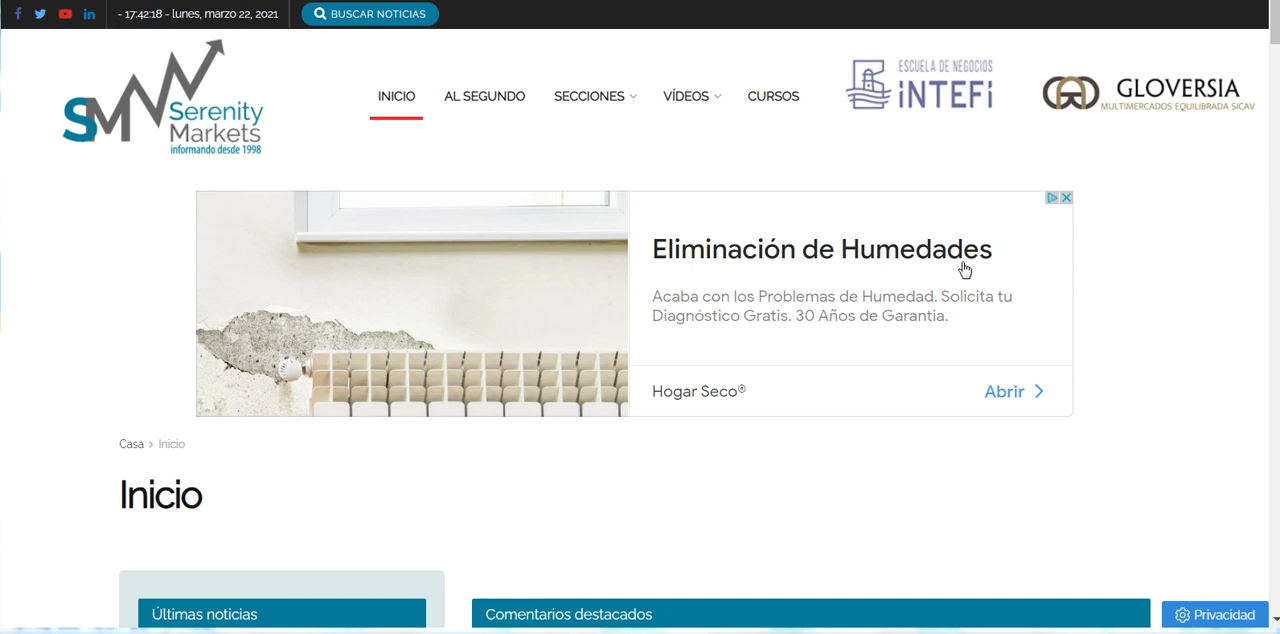 - 17:42:18 - lunes, marzo 22, 2021
BUSCAR NOTICIAS
SMN Serenity
Markets
informando desde 1998
INICIO
AL SEGUNDO
SECCIONES
VÍDEOS
CURSOS
ESCUELA DE NEGOCIOS
INTEFi
GLOVERSIA
MULTIMERCADOS EQUILIBRADA SICAV
Eliminación de Humedades
Acaba con los Problemas de Humedad. Solicita tu
Diagnóstico Gratis. 30 Años de Garantia.
Hogar Seco®
Abrir
Casa > Inicio
Inicio
Últimas noticias
Comentarios destacados
Privacidad